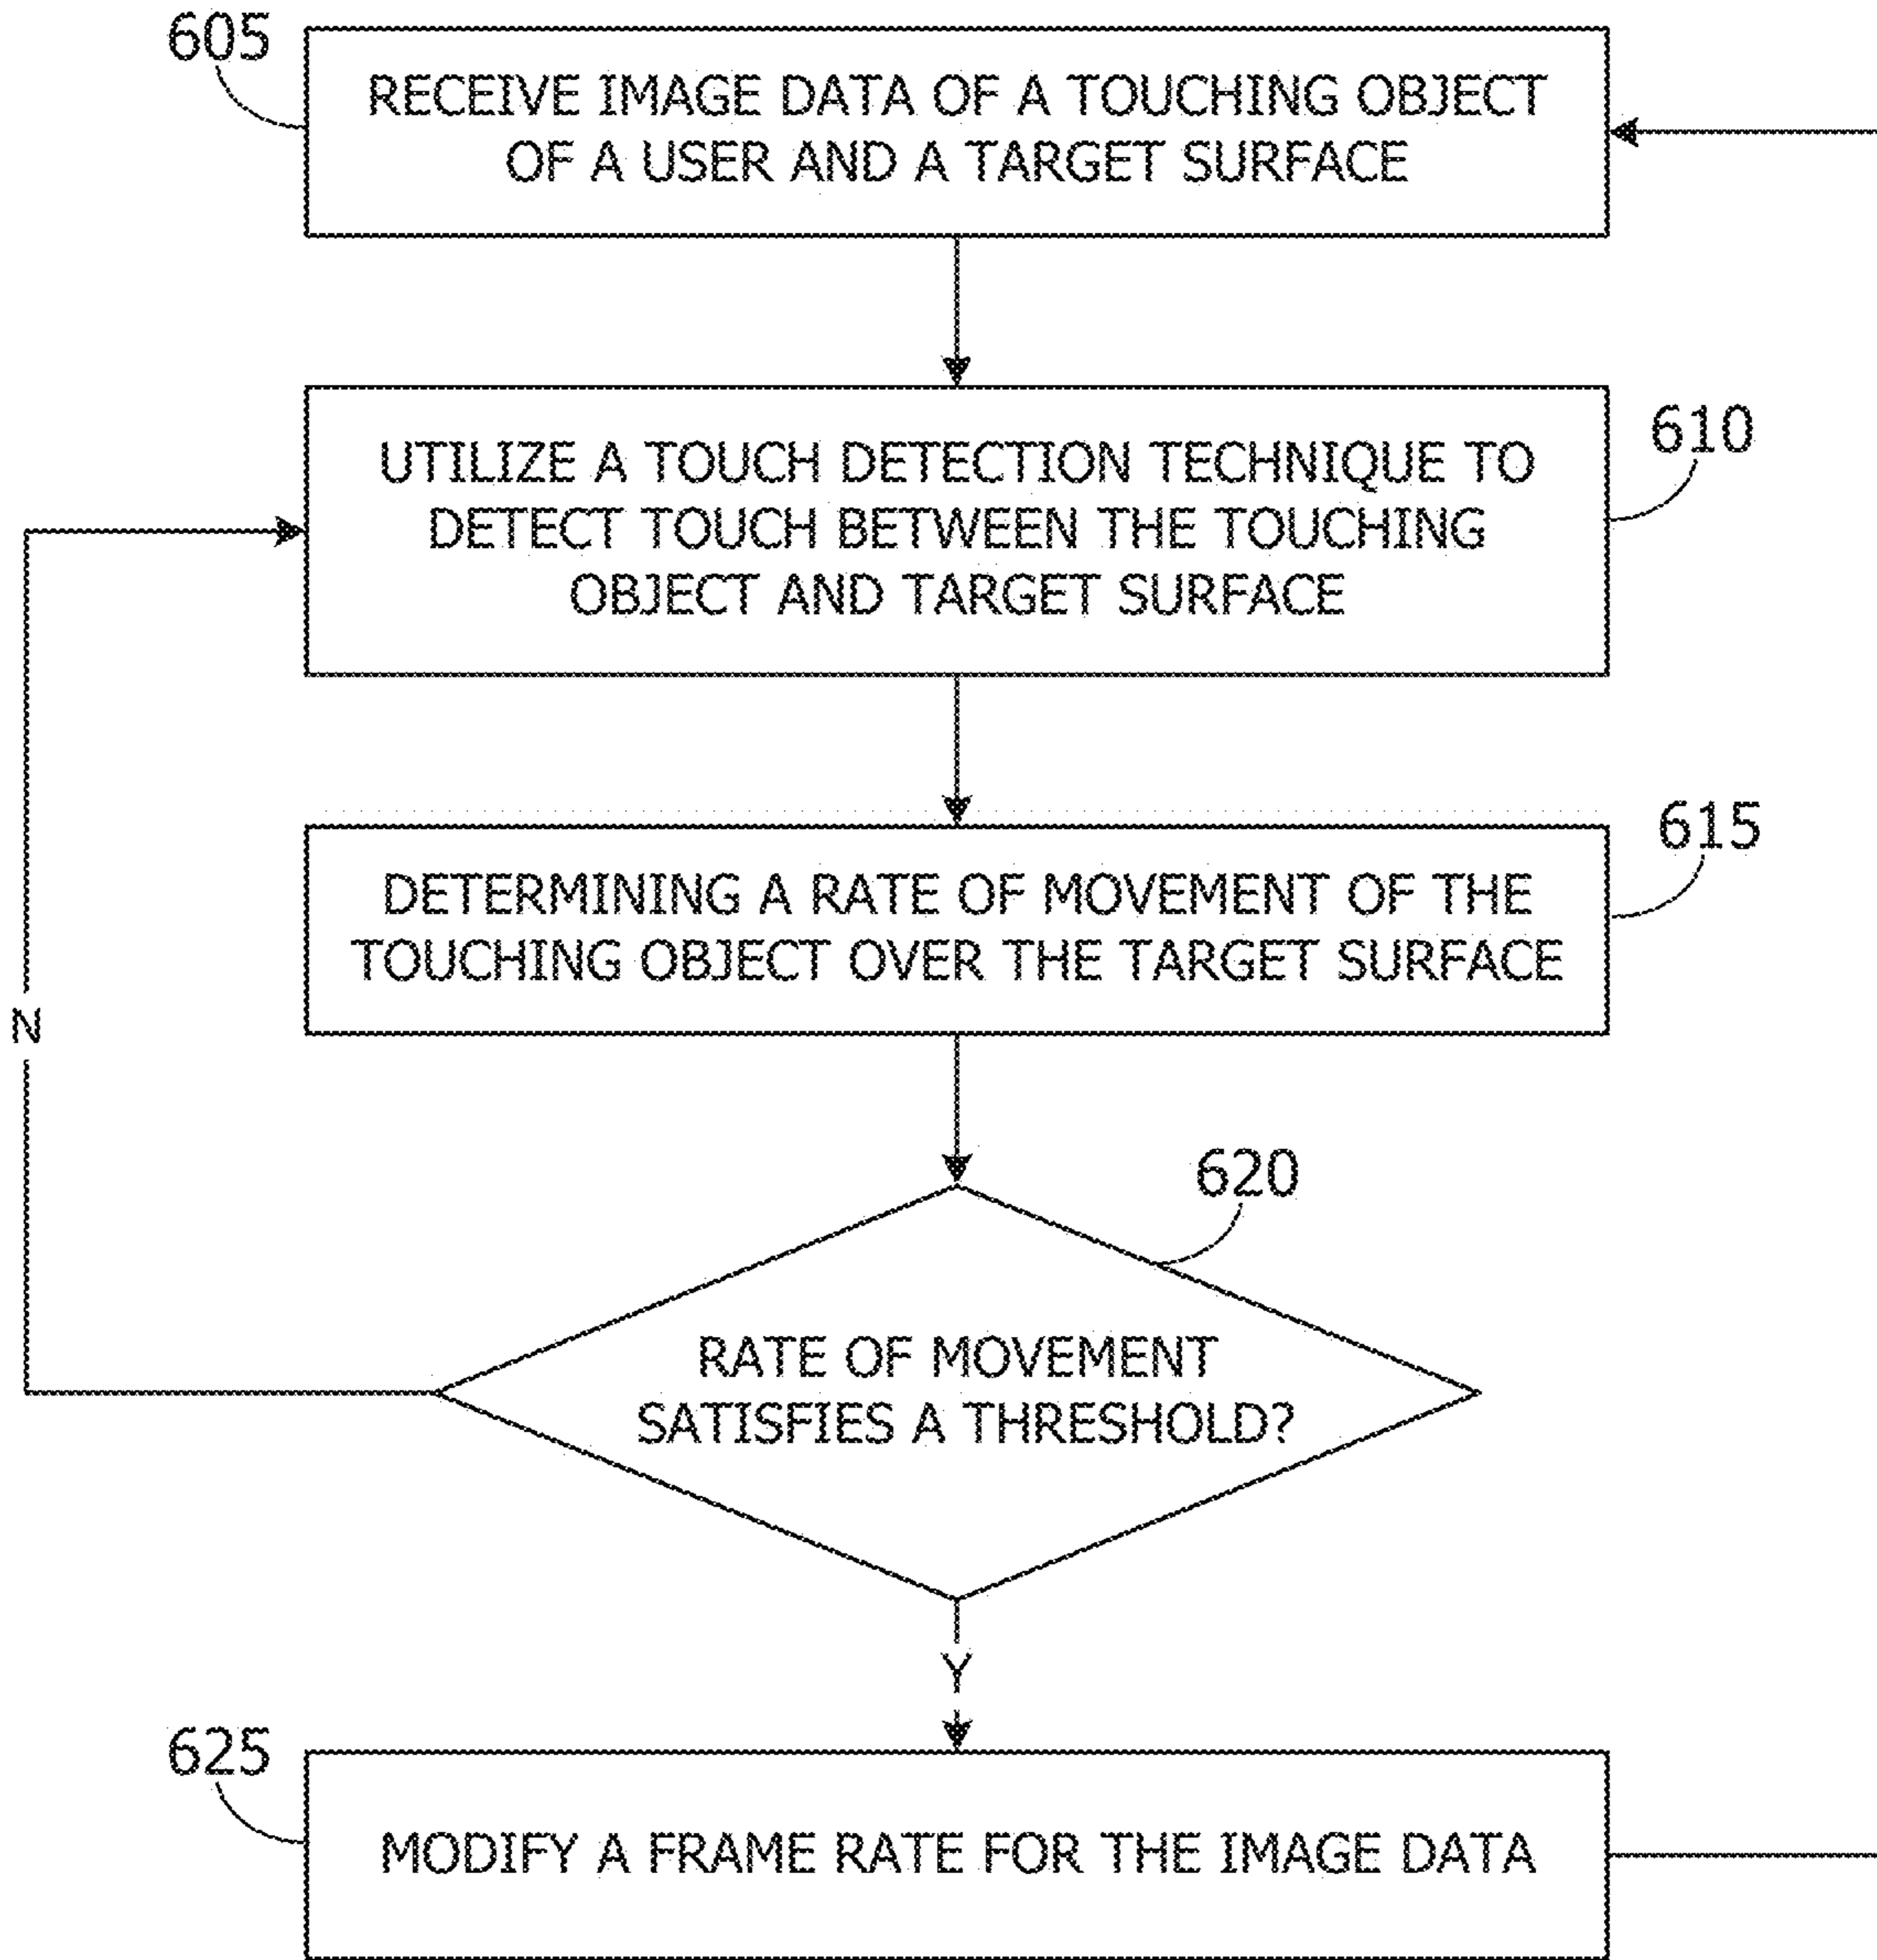 605
RECEIVE IMAGE DATA OF A TOUCHING OBJECT
OF A USER AND A TARGET SURFACE
610
UTILIZE A TOUCH DETECTION TECHNIQUE TO
DETECT TOUCH BETWEEN THE TOUCHING
OBJECT AND TARGET SURFACE
615
DETERMINING A RATE OF MOVEMENT OF THE
TOUCHING OBJECT OVER THE TARGET SURFACE
N
620
RATE OF MOVEMENT
SATISFIES A THRESHOLD?
Y
625
MODIFY A FRAME RATE FOR THE IMAGE DATA